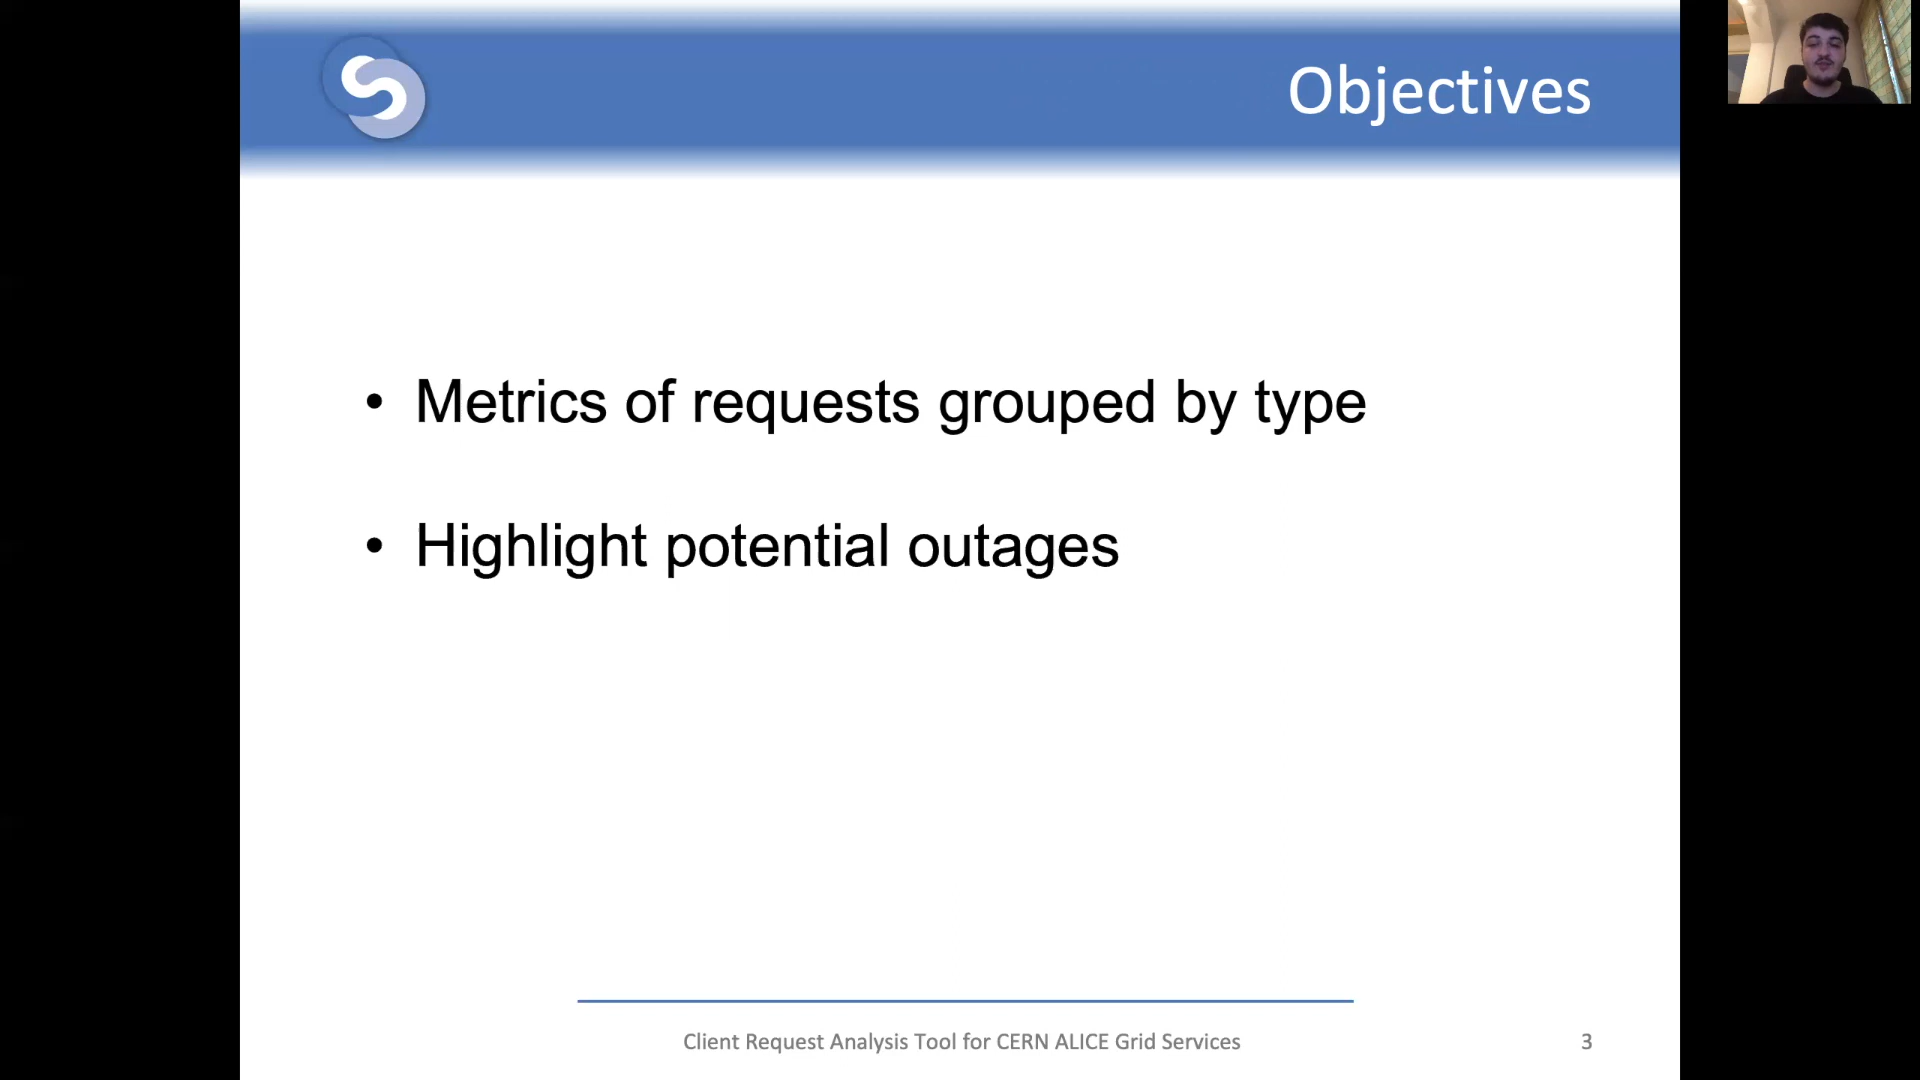 Objectives
• Metrics of requests grouped by type
• Highlight potential outages
Client Request Analysis Tool for CERN ALICE Grid Services
3